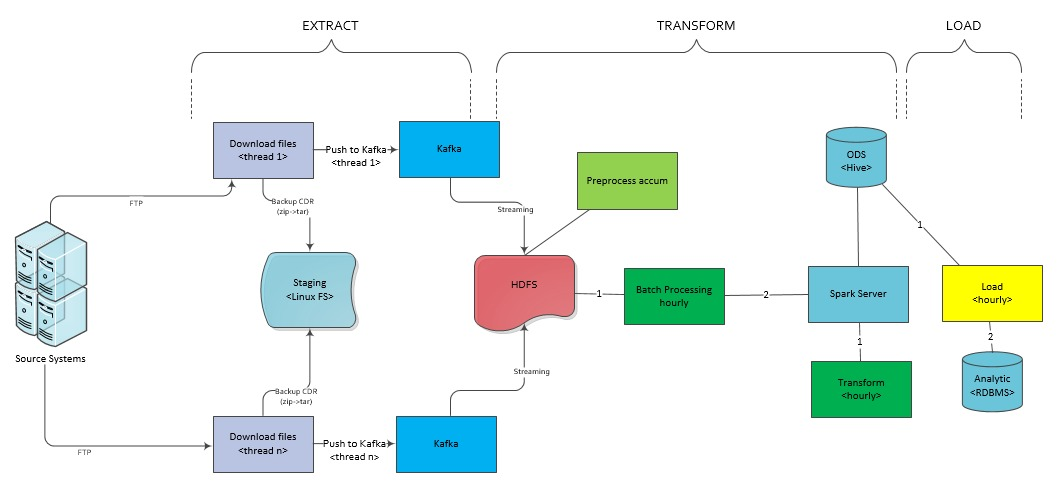 EXTRACT
TRANSFORM
LOAD
Download files
<thread 1>
Push to Kafka
<thread 1>
Kafka
Preprocess accum
ODS
<Hive>
FTP
Backup CDR
(zip->tar)
Streaming
1
Source Systems
Staging
<Linux FS>
HDFS
1
Batch Processing
hourly
2
Spark Server
Load
<hourly>
1
2
Transform
<hourly>
Analytic
<RDBMS>
Streaming
Backup CDR
(zip->tar)
FTP
Download files
<thread n>
Push to Kafka
<thread n>
Kafka